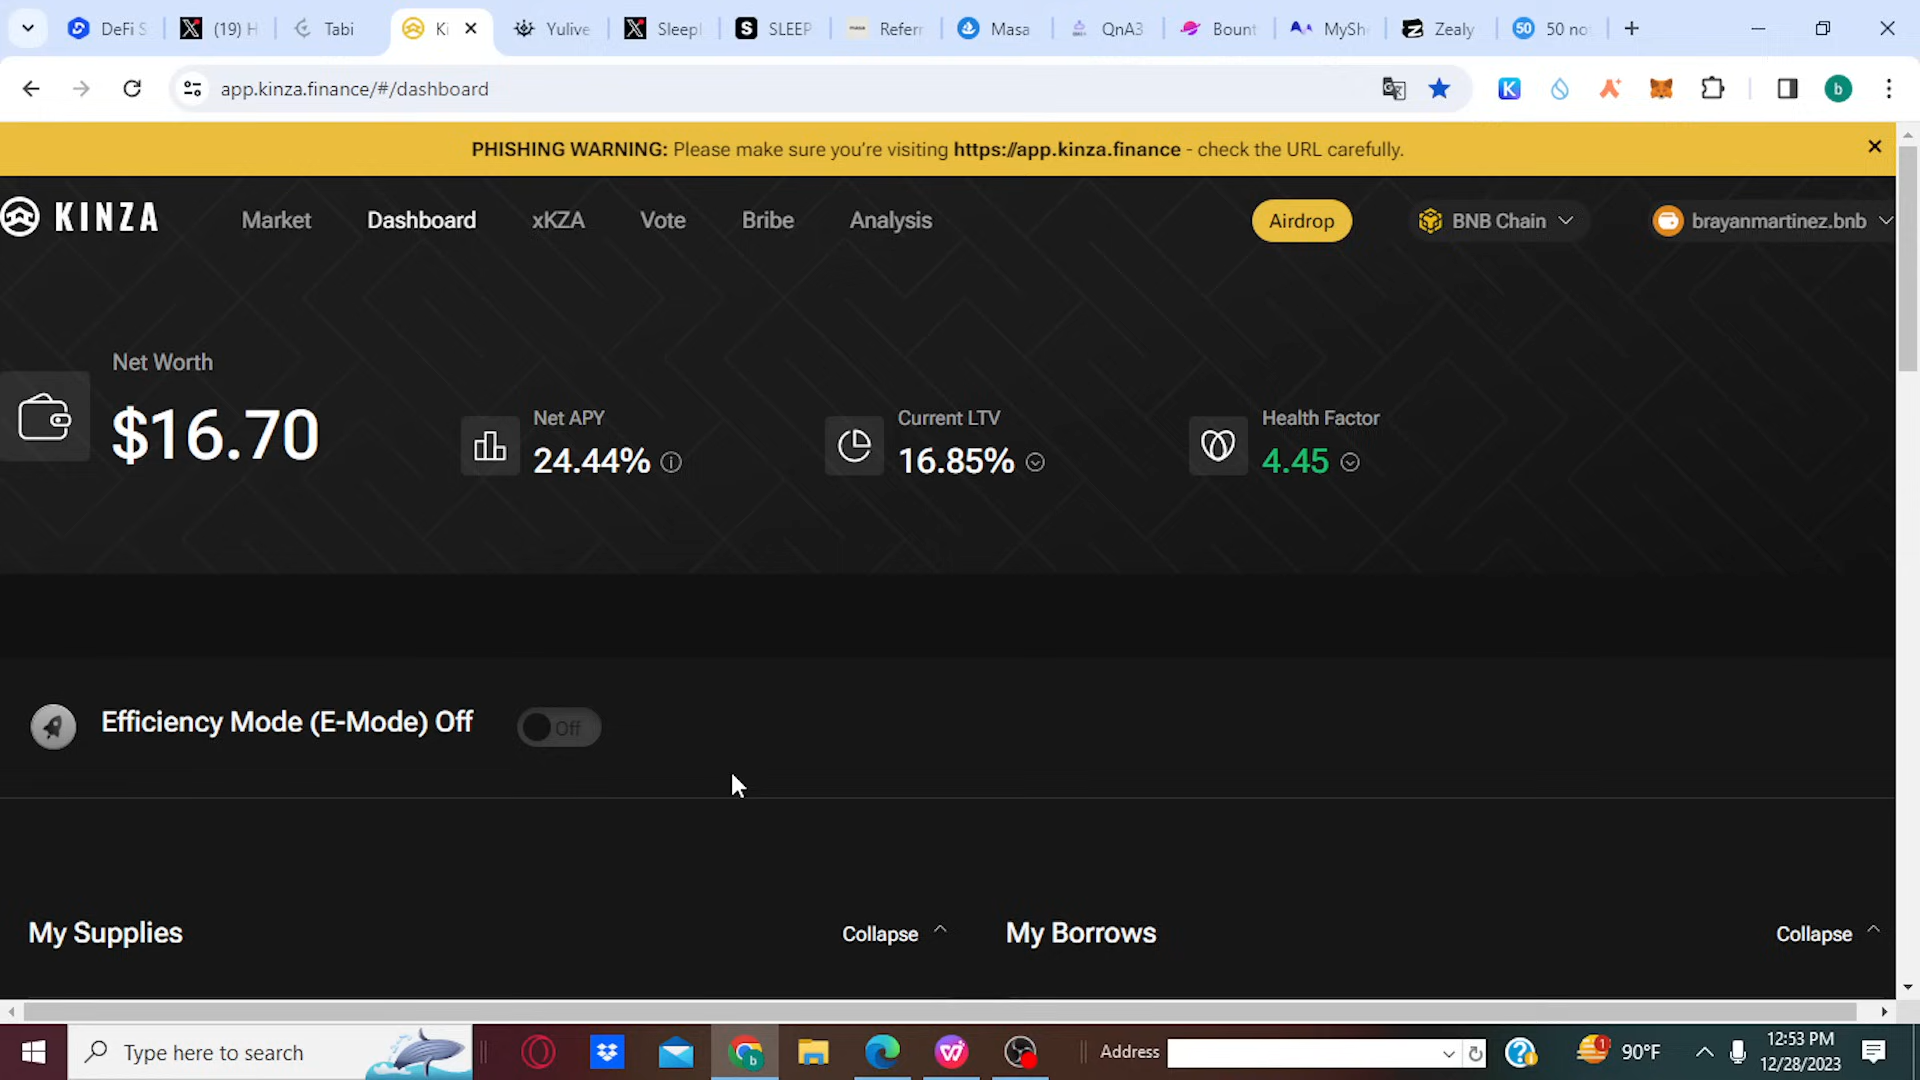 DeFi S
(19) H
Tabi
Ki
Yulive
Sleepl
SLEEP
Referr
Masa
QnA3
Bount
MySh
Zealy
50 no
app.kinza.finance/#/dashboard
PHISHING WARNING: Please make sure you're visiting https://app.kinza.finance - check the URL carefully.
KINZA
Market
Dashboard
xKZA
Vote
Bribe
Analysis
Airdrop
BNB Chain
brayanmartinez.bnb
Net Worth
$16.70
Net APY
24.44%
Current LTV
16.85%
Health Factor
4.45
Efficiency Mode (E-Mode) Off
Off
My Supplies
Collapse
My Borrows
Collapse
Type here to search
Address
90°F
12:53 PM
12/28/2023